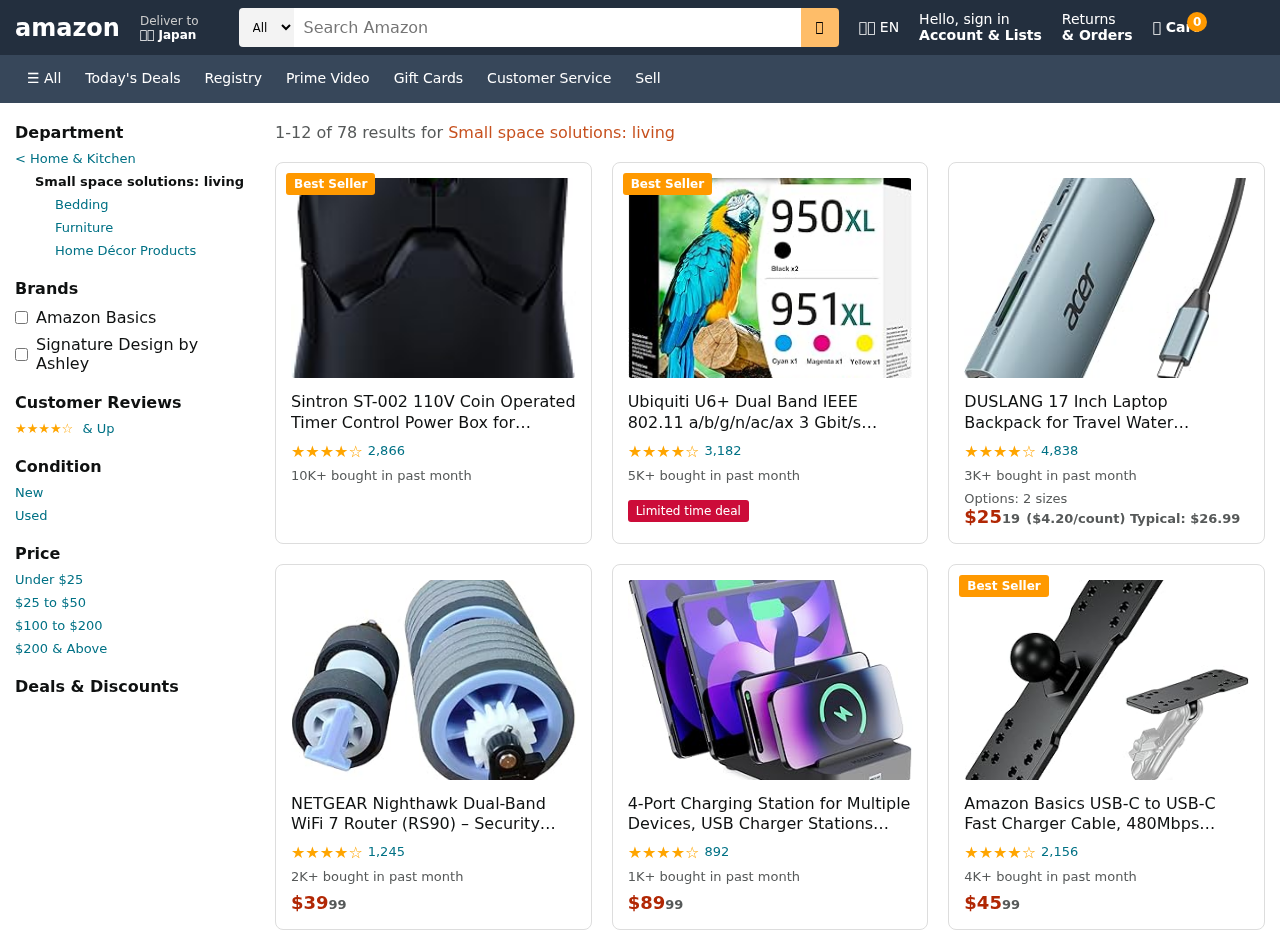 amazon
Deliver to
Japan
All
Search Amazon
EN
Hello, sign in
Account & Lists
Returns
& Orders
0
☰ All
Today's Deals
Registry
Prime Video
Gift Cards
Customer Service
Sell
Department
< Home & Kitchen
Small space solutions: living
Bedding
Furniture
Home Décor Products
Brands
Amazon Basics
Signature Design by
Ashley
Customer Reviews
★★★★☆ & Up
Condition
New
Used
Price
Under $25
$25 to $50
$100 to $200
$200 & Above
Deals & Discounts
1-12 of 78 results for Small space solutions: living
Best Seller
Sintron ST-002 110V Coin Operated
Timer Control Power Box for…
★★★★☆ 2,866
10K+ bought in past month
Best Seller
950XL
Black x2
951XL
Cyan x1 Magenta x1 Yellow x1
Ubiquiti U6+ Dual Band IEEE
802.11 a/b/g/n/ac/ax 3 Gbit/s…
★★★★☆ 3,182
5K+ bought in past month
Limited time deal
acer
DUSLANG 17 Inch Laptop
Backpack for Travel Water…
★★★★☆ 4,838
3K+ bought in past month
Options: 2 sizes
$2519 ($4.20/count) Typical: $26.99
NETGEAR Nighthawk Dual-Band
WiFi 7 Router (RS90) – Security…
★★★★☆ 1,245
2K+ bought in past month
$3999
4-Port Charging Station for Multiple
Devices, USB Charger Stations…
★★★★☆ 892
1K+ bought in past month
$8999
Best Seller
Amazon Basics USB-C to USB-C
Fast Charger Cable, 480Mbps…
★★★★☆ 2,156
4K+ bought in past month
$4599